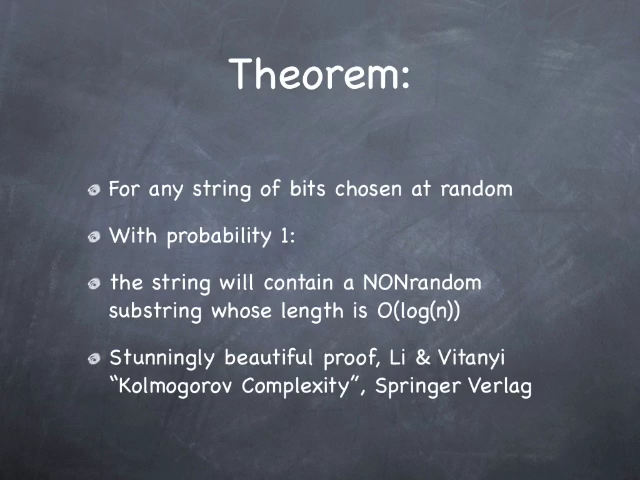 Theorem:
For any string of bits chosen at random
With probability 1:
the string will contain a NONrandom
substring whose length is O(log(n))
Stunningly beautiful proof, Li & Vitanyi
“Kolmogorov Complexity”, Springer Verlag